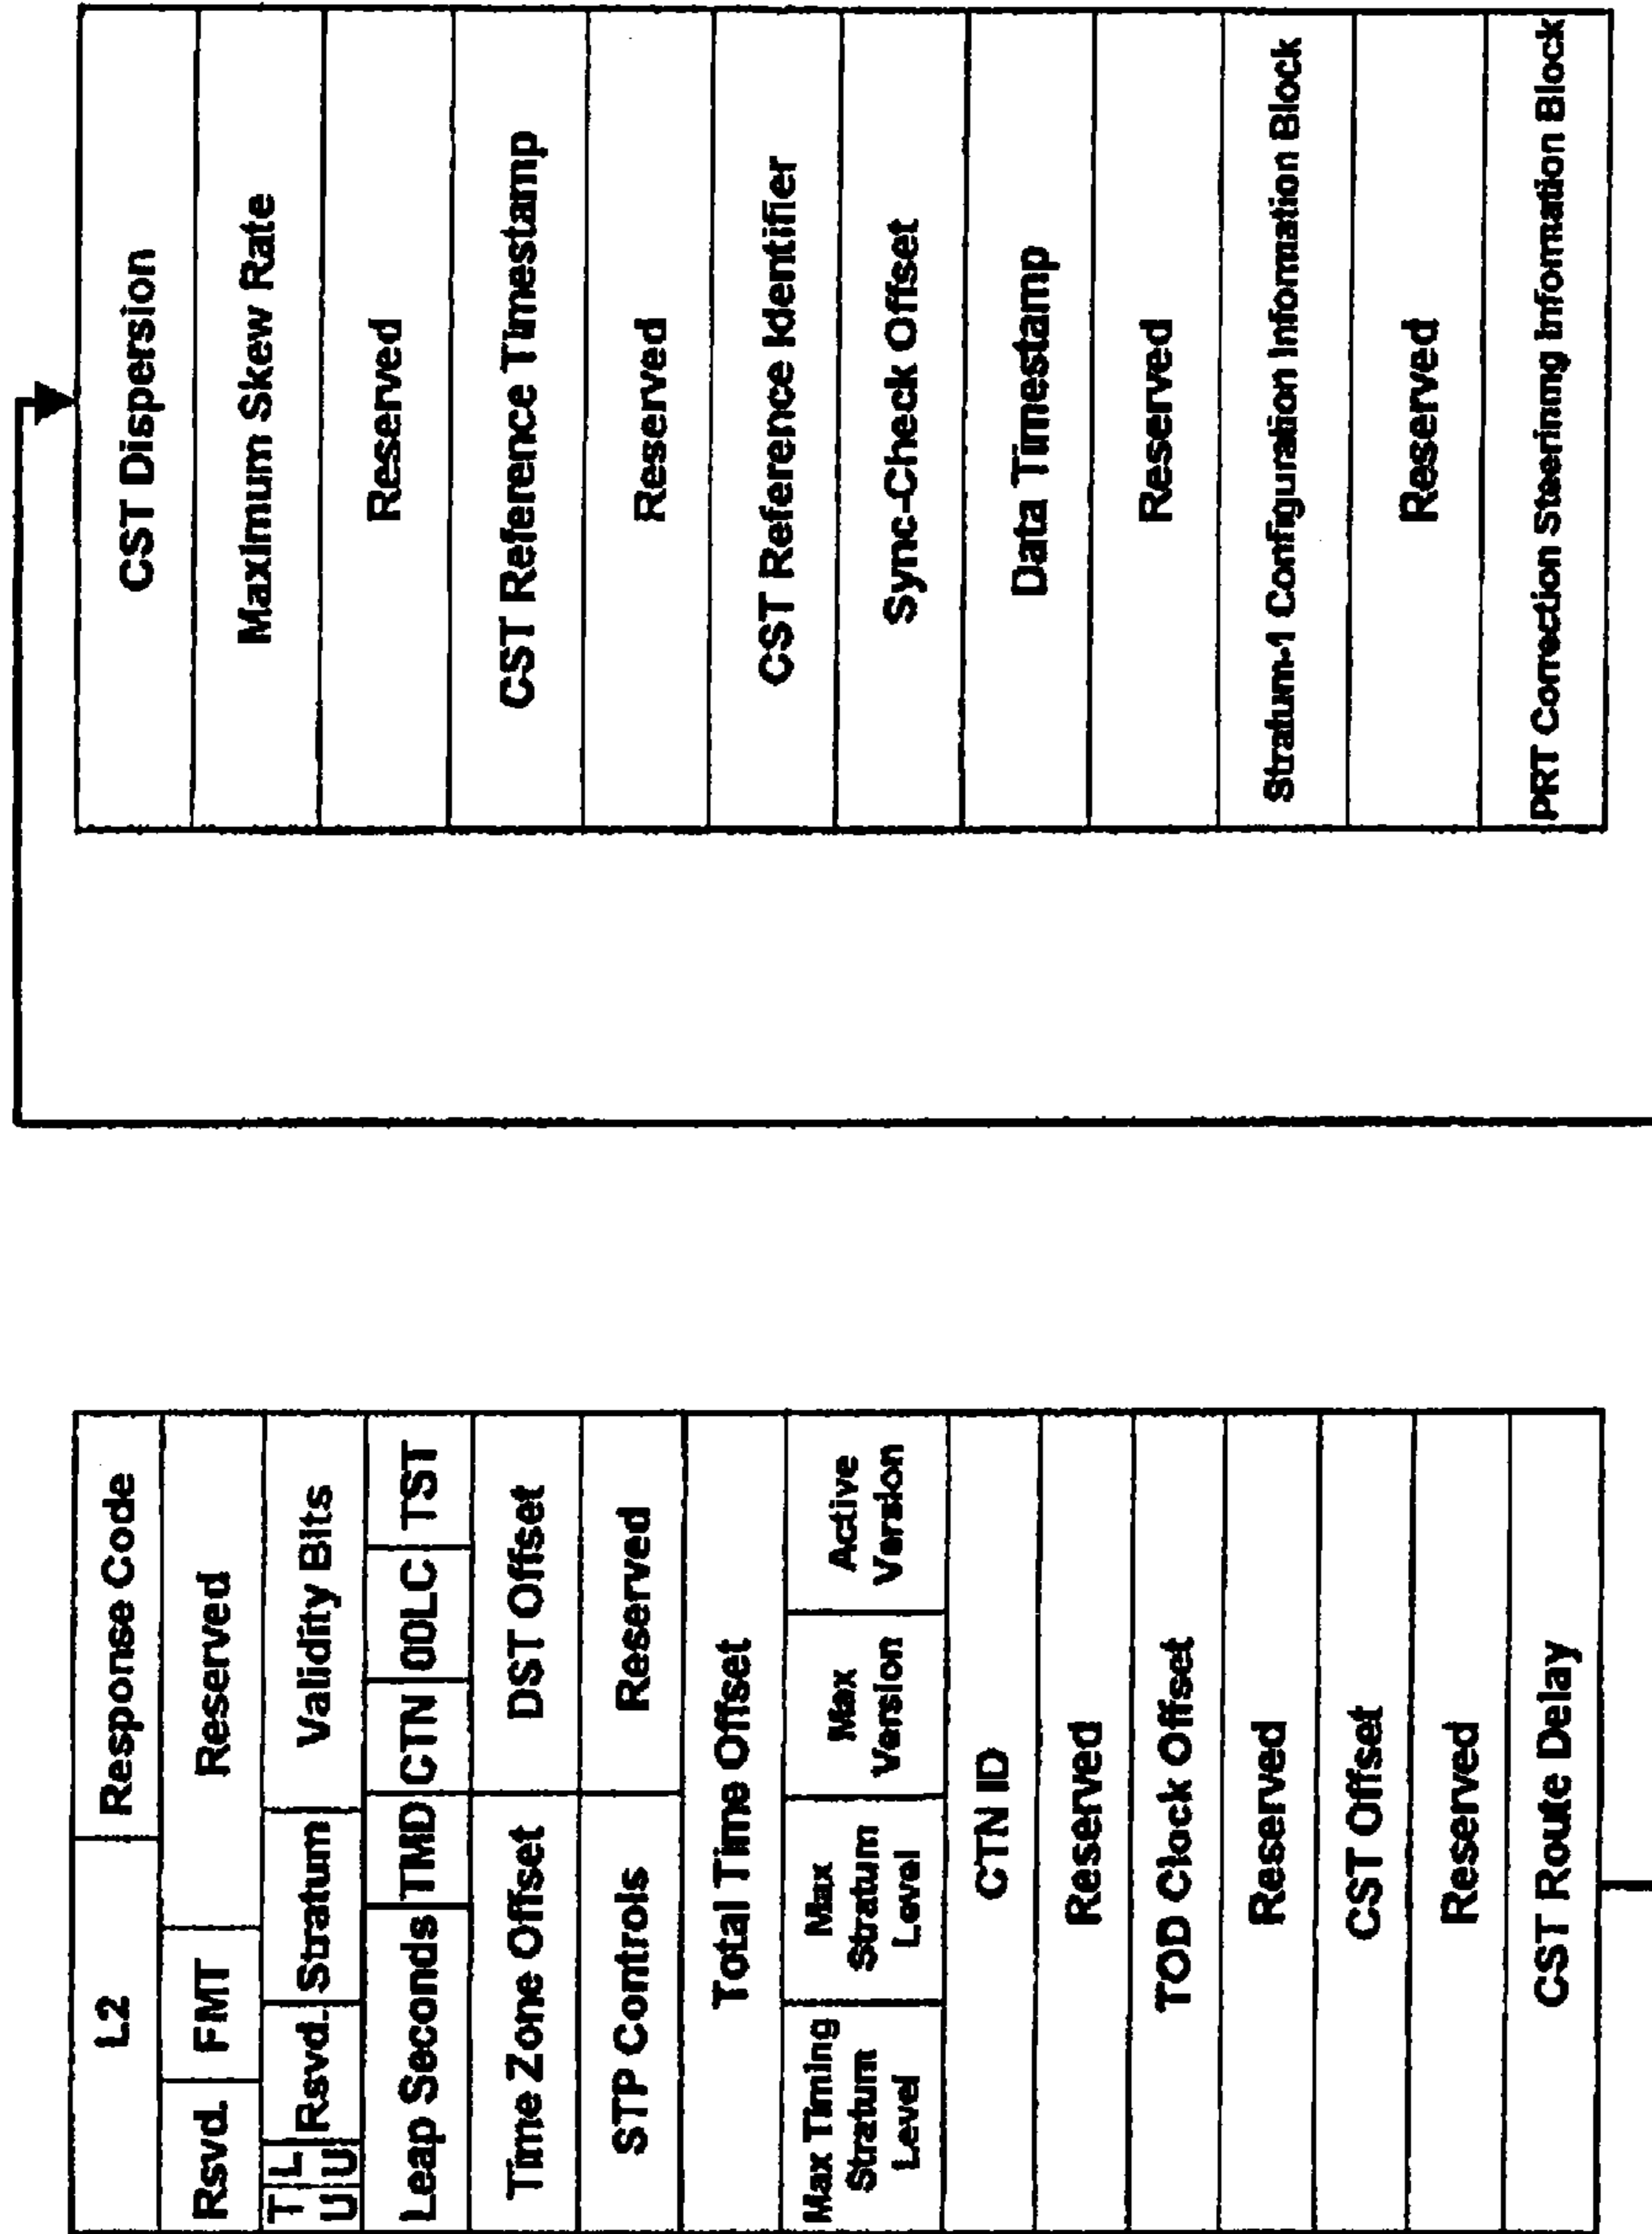 L2
Response Code
Rsvd.
FMT
Reserved
T L
U U
Rsvd.
Stratum
Validity Bits
Leap Seconds
TMD
CTN
00LC
TST
Time Zone Offset
DST Offset
STP Controls
Reserved
Total Time Offset
Max Timing
Stratum
Level
Max
Stratum
Level
Max
Version
Active
Version
CTN ID
Reserved
TOD Clock Offset
Reserved
CST Offset
Reserved
CST Route Delay
CST Dispersion
Maximum Skew Rate
Reserved
CST Reference Timestamp
Reserved
CST Reference Identifier
Sync-Check Offset
Data Timestamp
Reserved
Stratum-1 Configuration Infomation Block
Reserved
PRT Correction Steering Infomation Block